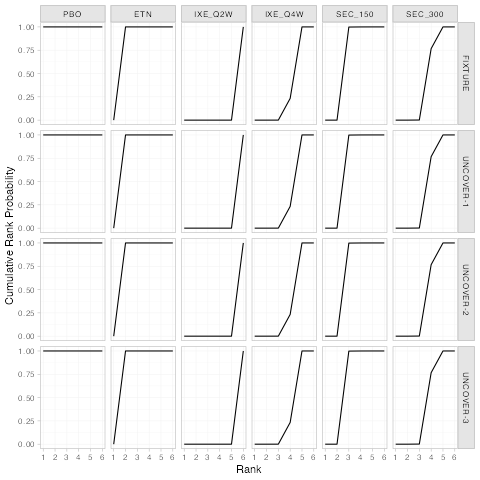 PBO ETN IXE_Q2W IXE_Q4W SEC_150 SEC_300
1.00
0.75
0.50
0.25
0.00
FIXTURE
1.00
0.75
0.50
0.25
0.00
UNCOVER-1
1.00
0.75
0.50
0.25
0.00
UNCOVER-2
1.00
0.75
0.50
0.25
0.00
UNCOVER-3
Cumulative Rank Probability
1 2 3 4 5 6 1 2 3 4 5 6 1 2 3 4 5 6 1 2 3 4 5 6 1 2 3 4 5 6 1 2 3 4 5 6
Rank